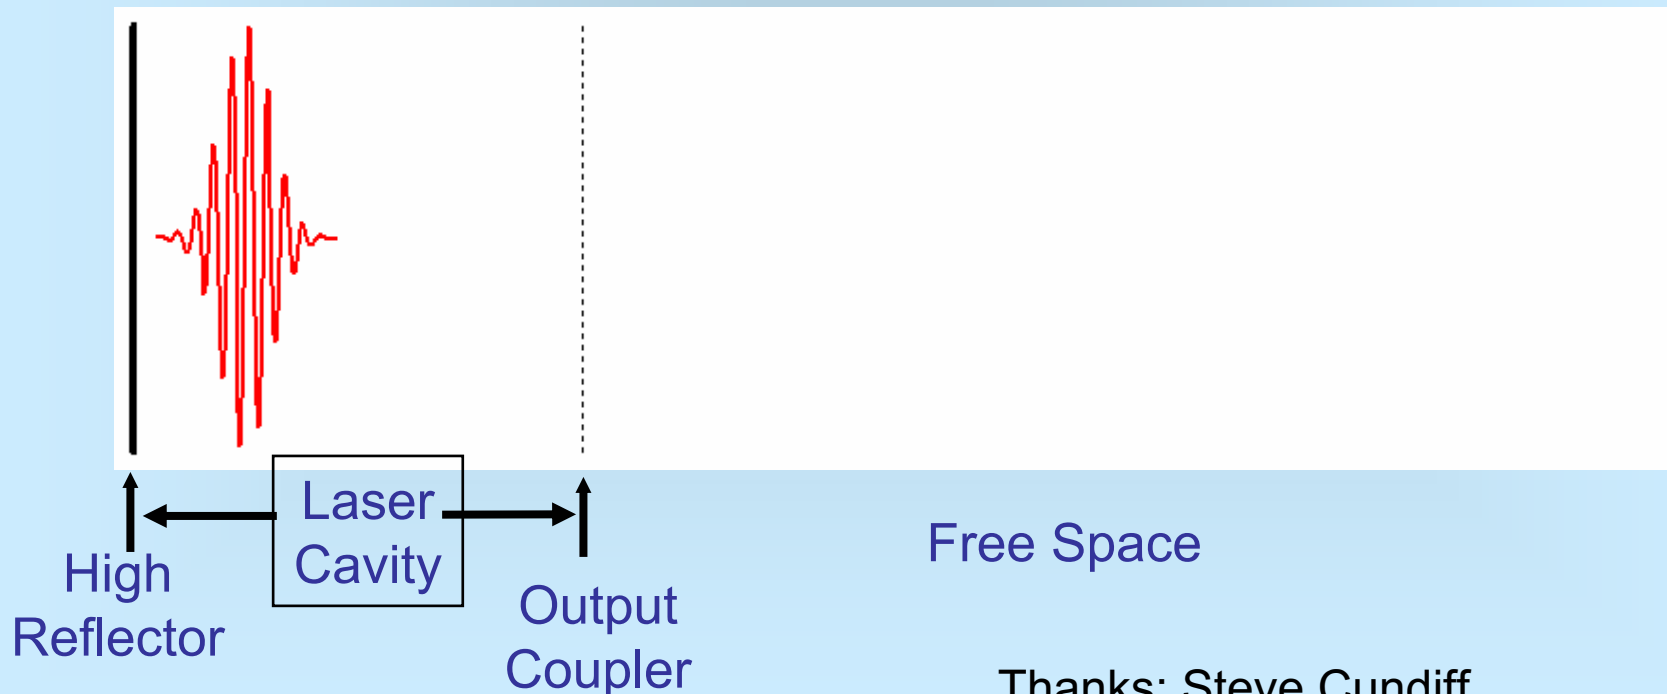 Laser
Cavity
High
Reflector
Free Space
Output
Coupler
Thanks: Steve Cundiff